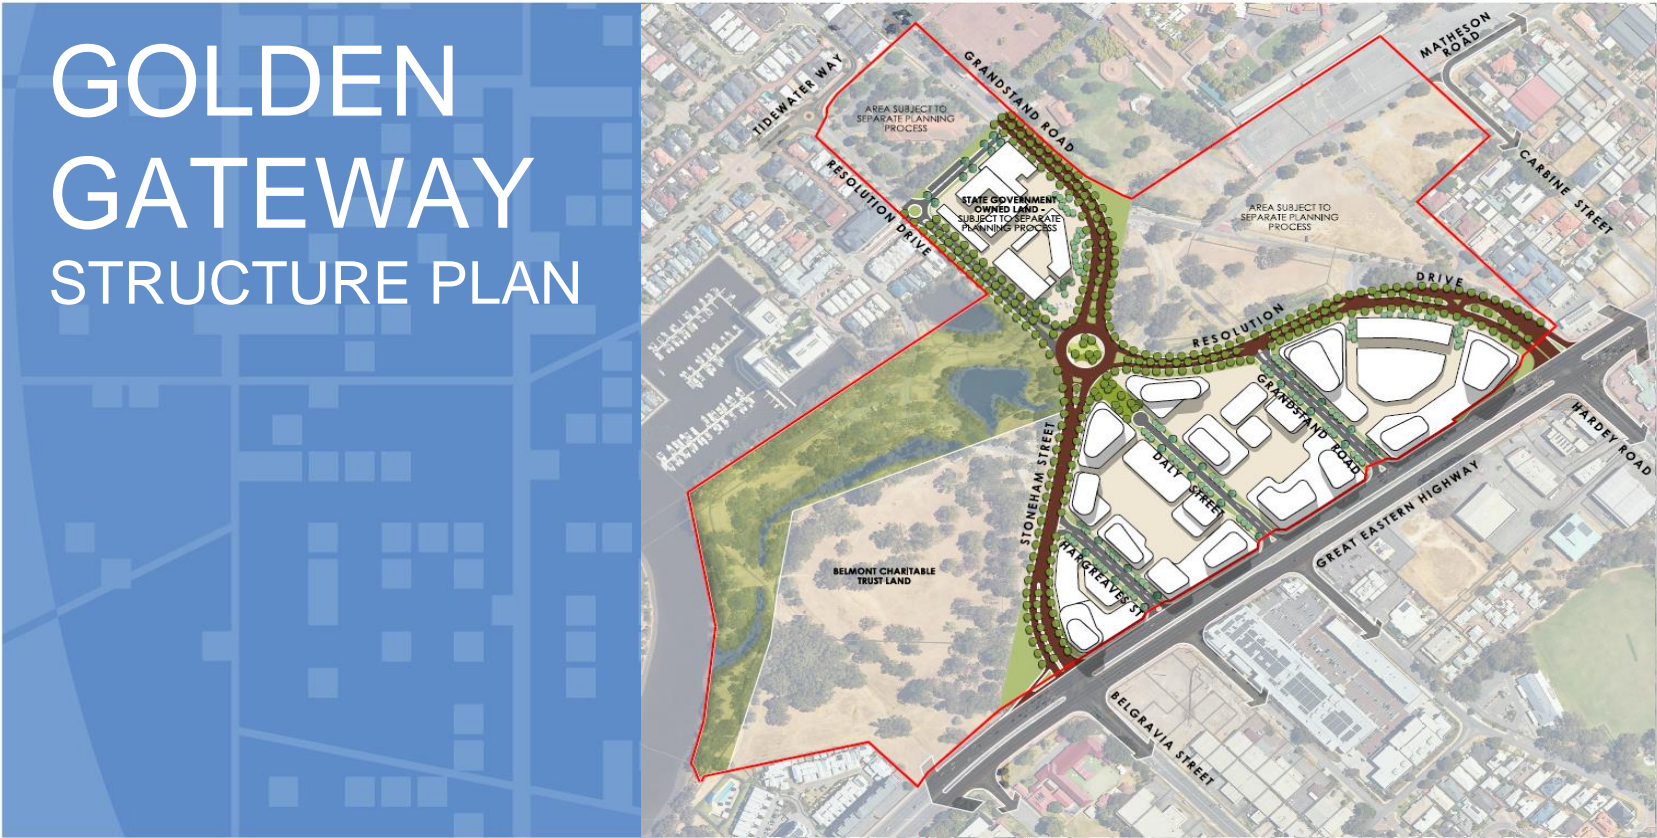 GOLDEN
GATEWAY
STRUCTURE PLAN
MATHESON
ROAD
GRANDSTAND ROAD
TIDEWATER WAY
AREA SUBJECT TO
SEPARATE PLANNING
PROCESS
CARBINE STREET
RESOLUTION DRIVE
STATE GOVERNMENT
OWNED LAND -
SUBJECT TO SEPARATE
PLANNING PROCESS
AREA SUBJECT TO
SEPARATE PLANNING
PROCESS
RESOLUTION DRIVE
GRANDSTAND ROAD
HARDEY ROAD
STONEHAM STREET
DALY STREET
GREAT EASTERN HIGHWAY
HARGREAVES ST
BELMONT CHARITABLE
TRUST LAND
BELGRAVIA STREET